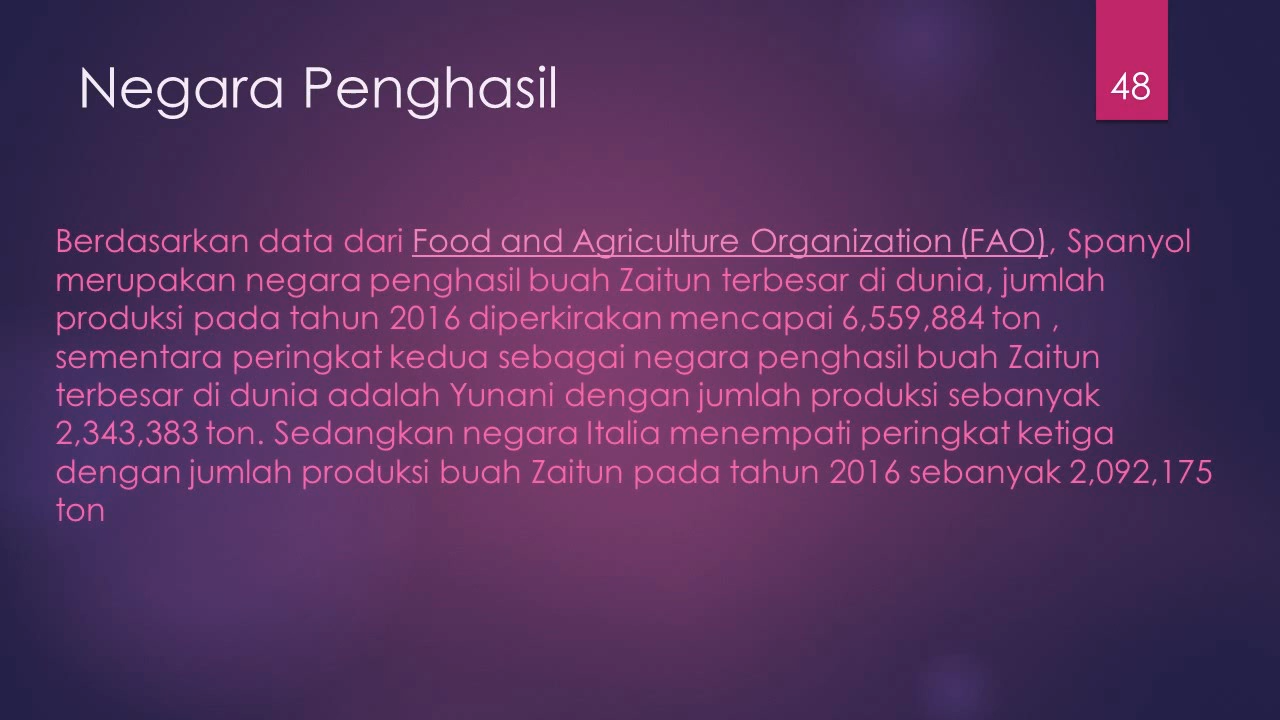 Negara Penghasil
48
Berdasarkan data dari Food and Agriculture Organization (FAO), Spanyol
merupakan negara penghasil buah Zaitun terbesar di dunia, jumlah
produksi pada tahun 2016 diperkirakan mencapai 6,559,884 ton ,
sementara peringkat kedua sebagai negara penghasil buah Zaitun
terbesar di dunia adalah Yunani dengan jumlah produksi sebanyak
2,343,383 ton. Sedangkan negara Italia menempati peringkat ketiga
dengan jumlah produksi buah Zaitun pada tahun 2016 sebanyak 2,092,175
ton